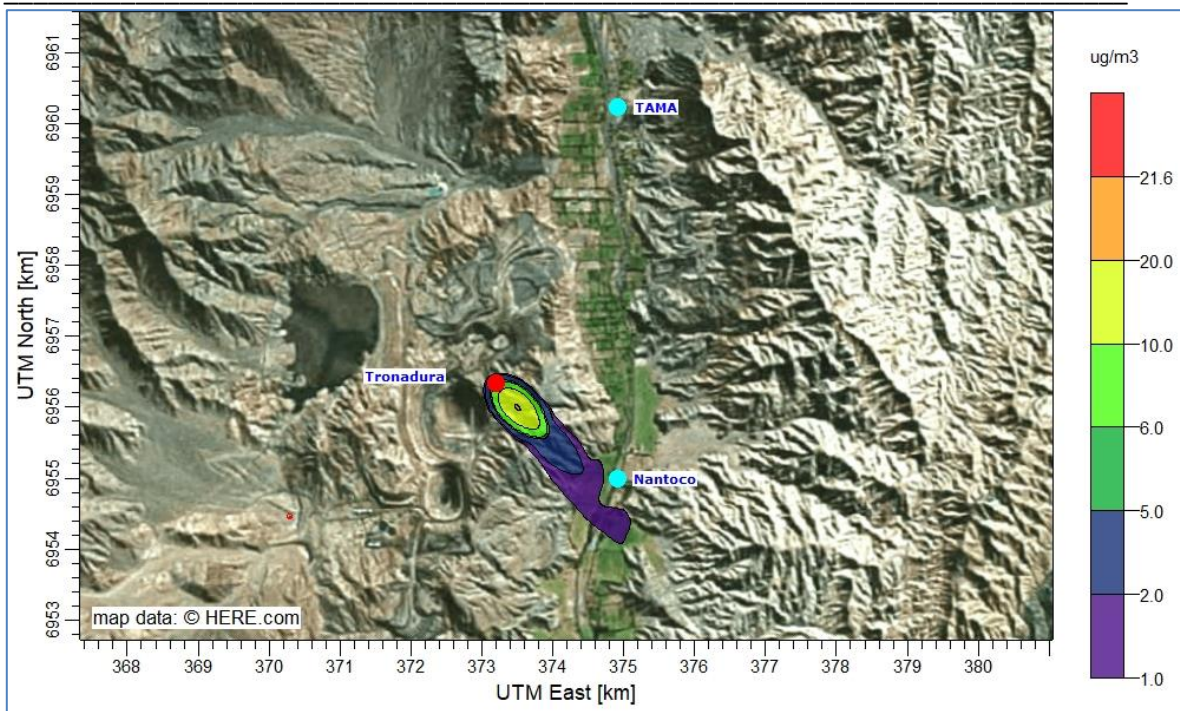 ug/m3
21.6
20.0
10.0
6.0
5.0
2.0
1.0
UTM North [km]
6961
6960
6959
6958
6957
6956
6955
6954
6953
TAMA
Tronadura
Nantoco
map data: © HERE.com
368 369 370 371 372 373 374 375 376 377 378 379 380
UTM East [km]